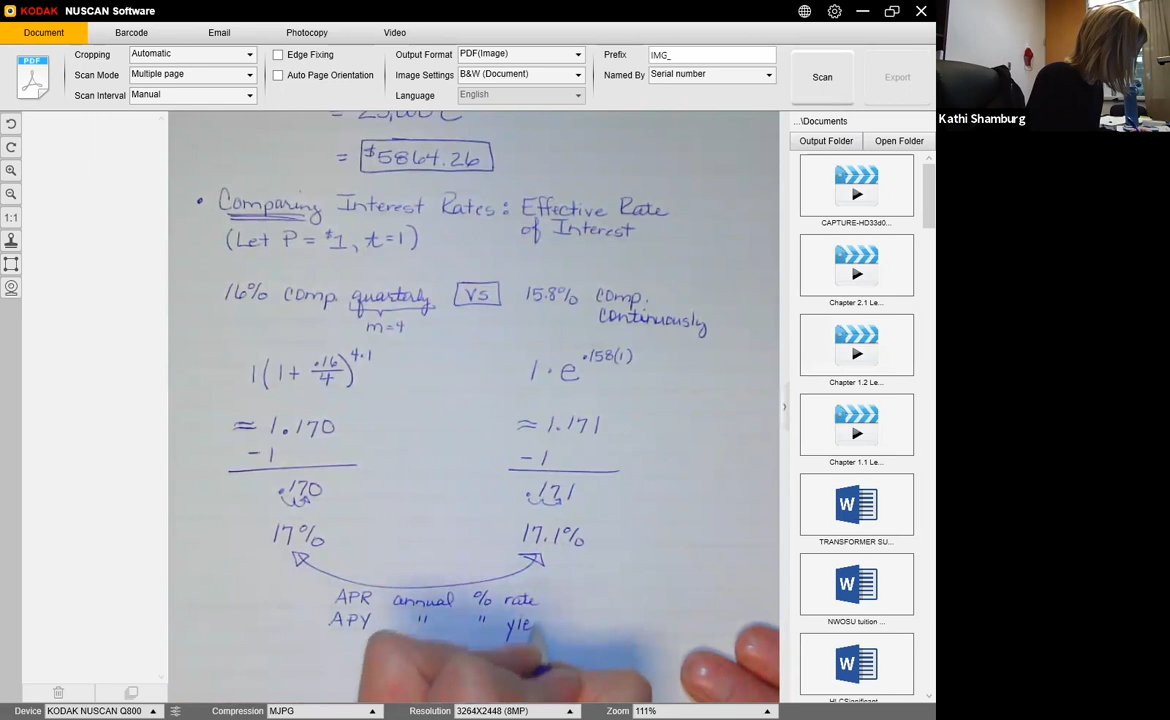 KODAK NUSCAN Software
Document Barcode Email Photocopy Video
Cropping Automatic
Scan Mode Multiple page
Scan Interval Manual
Edge Fixing
Auto Page Orientation
Output Format PDF(Image)
Image Settings B&W (Document)
Language English
Prefix IMG_
Named By Serial number
Scan
Export
= $5864.26
• Comparing Interest Rates: Effective Rate
of Interest
(Let P = $1, t=1)
16% comp. quarterly vs 15.8% comp.
continuously
m=4
1(1+ .16/4)^4·1 1·e^.158(1)
≈ 1.170 ≈ 1.171
-1 -1
.170 .171
17% 17.1%
APR annual % rate
APY " " yie
...\Documents
Output Folder Open Folder
CAPTURE-HD33d0...
Chapter 2.1 Le...
Chapter 1.2 Le...
Chapter 1.1 Le...
TRANSFORMER SU...
NWOSU tuition ...
Kathi Shamburg
1:1
PDF
Device KODAK NUSCAN Q800
Compression MJPG
Resolution 3264X2448 (8MP)
Zoom 111%